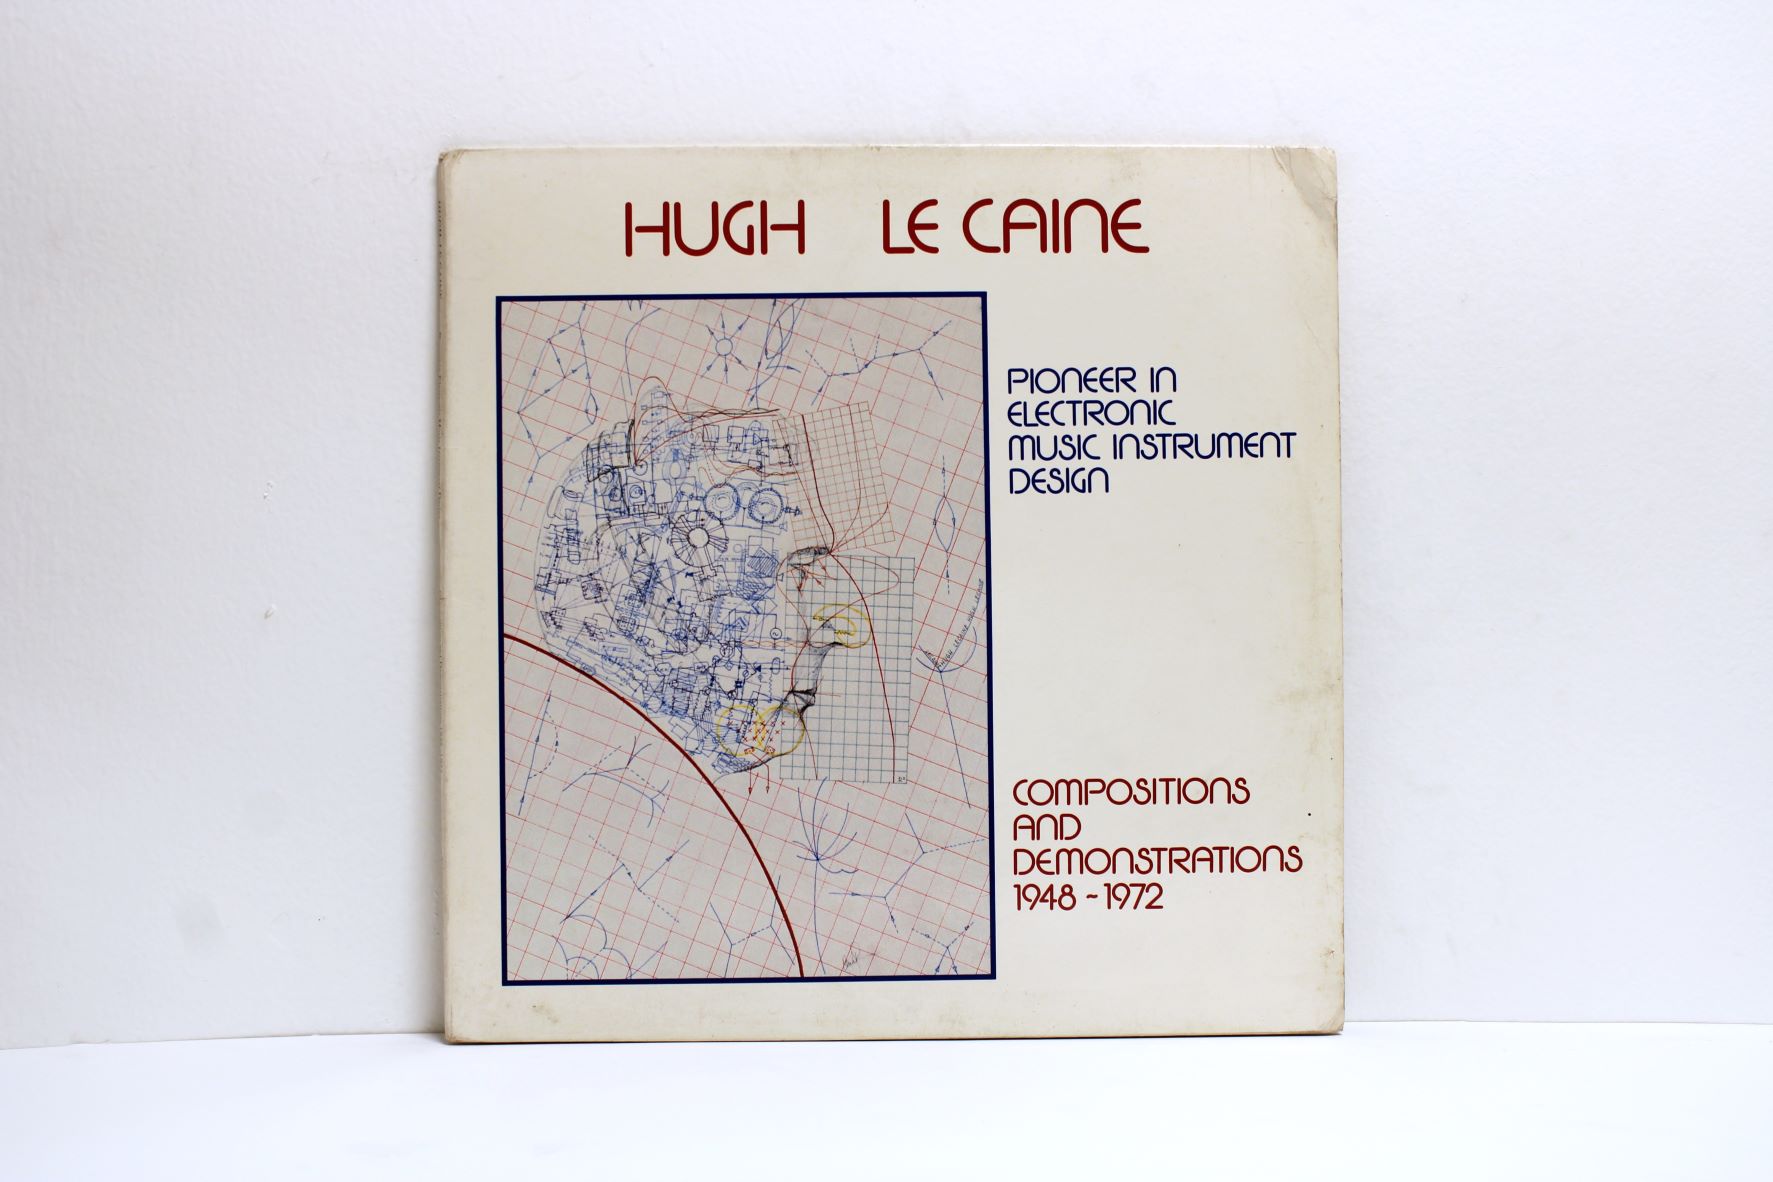 HUGH LE CAINE
PIONEER IN
ELECTRONIC
MUSIC INSTRUMENT
DESIGN
COMPOSITIONS
AND
DEMONSTRATIONS
1948 - 1972